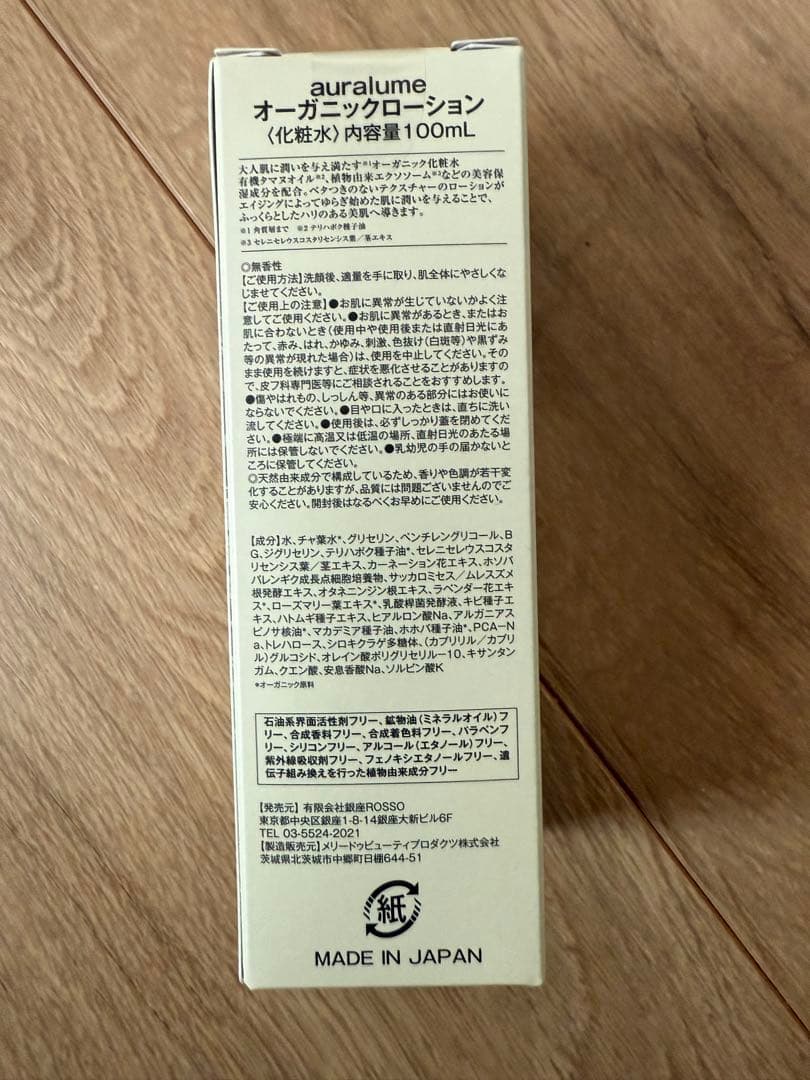 auralume
オーガニックローション
〈化粧水〉内容量100mL
大人肌に潤いを与え満たす※1オーガニック化粧水
有機タマヌオイル※2、植物由来エクソソーム※3などの美容保
湿成分を配合。ベタつきのないテクスチャーのローションが
エイジングによってゆらぎ始めた肌に潤いを与えることで、
ふっくらとしたハリのある美肌へ導きます。
※1 角質層まで ※2 テリハボク種子油
※3 セレニセレウスコスタリセンシス葉／茎エキス
◎無香性
【ご使用方法】洗顔後、適量を手に取り、肌全体にやさしくな
じませてください。
【ご使用上の注意】●お肌に異常が生じていないかよく注
意してご使用ください。●お肌に異常があるとき、またはお
肌に合わないとき（使用中や使用後または直射日光にあ
たって、赤み、はれ、かゆみ、刺激、色抜け（白斑等）や黒ずみ
等の異常が現れた場合）は、使用を中止してください。その
まま使用を続けますと、症状を悪化させることがありますの
で、皮フ科専門医等にご相談されることをおすすめします。
●傷やはれもの、しっしん等、異常のある部分にはお使いに
ならないでください。●目や口に入ったときは、直ちに洗い
流してください。●使用後は、必ずしっかり蓋を閉めてくだ
さい。●極端に高温又は低温の場所、直射日光のあたる場
所には保管しないでください。●乳幼児の手の届かないと
ころに保管してください。
◎天然由来成分で構成しているため、香りや色調が若干変
化することがありますが、品質には問題ございませんのでご
安心ください。開封後はなるべくお早めにご使用ください。
【成分】水、チャ葉水*、グリセリン、ペンチレングリコール、B
G、ジグリセリン、テリハボク種子油*、セレニセレウスコスタ
リセンシス葉／茎エキス、カーネーション花エキス、ホソバ
バレンギク成長点細胞培養物、サッカロミセス／ムレスズメ
根発酵エキス、オタネニンジン根エキス、ラベンダー花エキ
ス*、ローズマリー葉エキス*、乳酸桿菌発酵液、キビ種子エ
キス、ハトムギ種子エキス、ヒアルロン酸Na、アルガニアス
ピノサ核油*、マカデミア種子油、ホホバ種子油*、PCA-N
a、トレハロース、シロキクラゲ多糖体、（カプリリル／カプリ
ル）グルコシド、オレイン酸ポリグリセリル-10、キサンタン
ガム、クエン酸、安息香酸Na、ソルビン酸K
*オーガニック原料
石油系界面活性剤フリー、鉱物油（ミネラルオイル）フ
リー、合成香料フリー、合成着色料フリー、パラベンフ
リー、シリコンフリー、アルコール（エタノール）フリー、
紫外線吸収剤フリー、フェノキシエタノールフリー、遺
伝子組み換えを行った植物由来成分フリー
【発売元】有限会社銀座ROSSO
東京都中央区銀座1-8-14銀座大新ビル6F
TEL 03-5524-2021
【製造販売元】メリードゥビューティプロダクツ株式会社
茨城県北茨城市中郷町日棚644-51
紙
MADE IN JAPAN